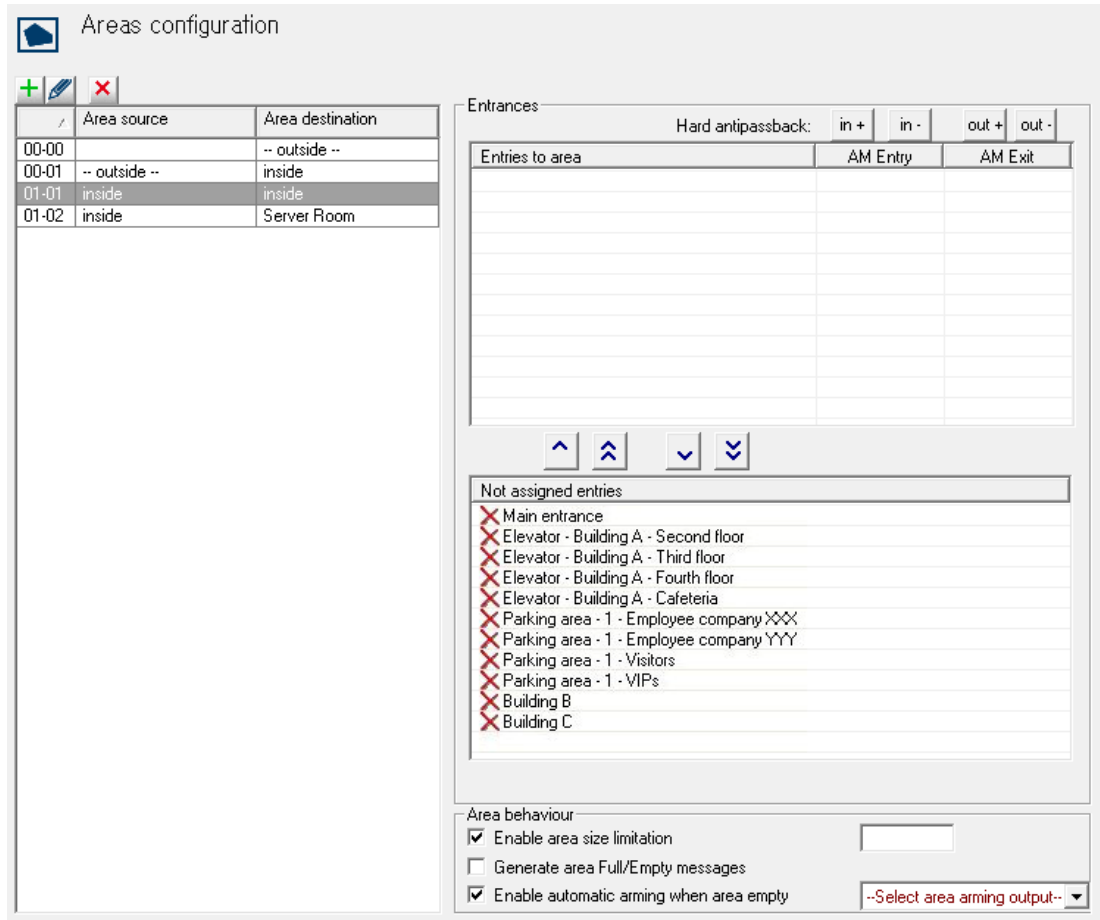 Areas configuration
Area source Area destination
00-00 -- outside --
00-01 -- outside -- inside
01-01 inside inside
01-02 inside Server Room
Entrances
Hard antipassback: in + in - out + out -
Entries to area AM Entry AM Exit
Not assigned entries
Main entrance
Elevator - Building A - Second floor
Elevator - Building A - Third floor
Elevator - Building A - Fourth floor
Elevator - Building A - Cafeteria
Parking area - 1 - Employee company XXX
Parking area - 1 - Employee company YYY
Parking area - 1 - Visitors
Parking area - 1 - VIPs
Building B
Building C
Area behaviour
Enable area size limitation
Generate area Full/Empty messages
Enable automatic arming when area empty --Select area arming output--